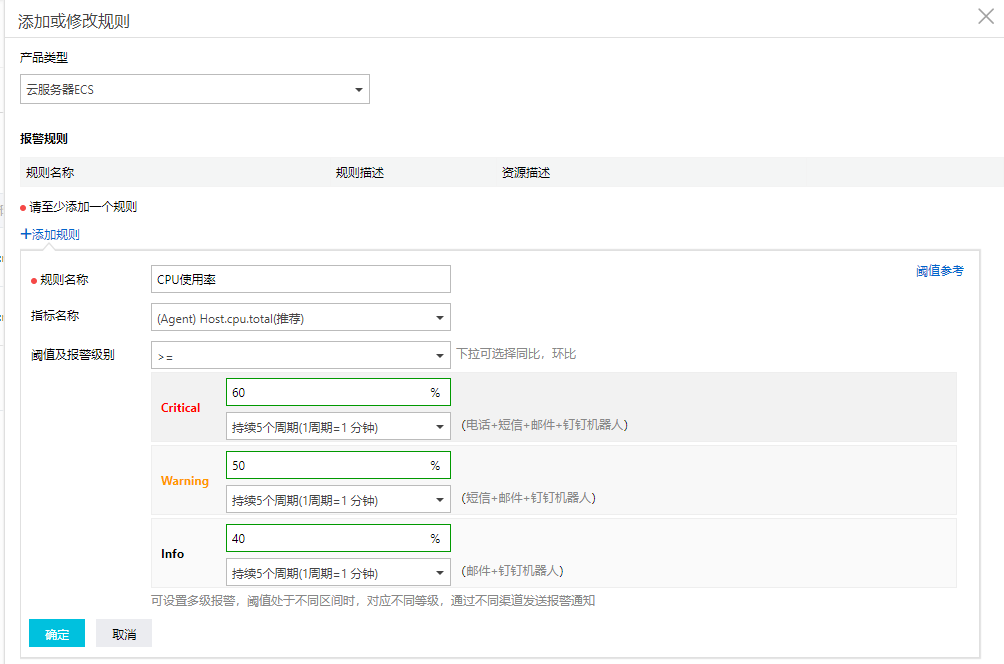 添加或修改规则
产品类型
云服务器ECS
报警规则
规则名称 规则描述 资源描述
请至少添加一个规则
+添加规则
规则名称 CPU使用率 阈值参考
指标名称 (Agent) Host.cpu.total(推荐)
阈值及报警级别 >= 下拉可选择同比，环比
60 %
Critical
持续5个周期(1周期=1 分钟) (电话+短信+邮件+钉钉机器人)
50 %
Warning
持续5个周期(1周期=1 分钟) (短信+邮件+钉钉机器人)
40 %
Info
持续5个周期(1周期=1 分钟) (邮件+钉钉机器人)
可设置多级报警，阈值处于不同区间时，对应不同等级，通过不同渠道发送报警通知
确定 取消